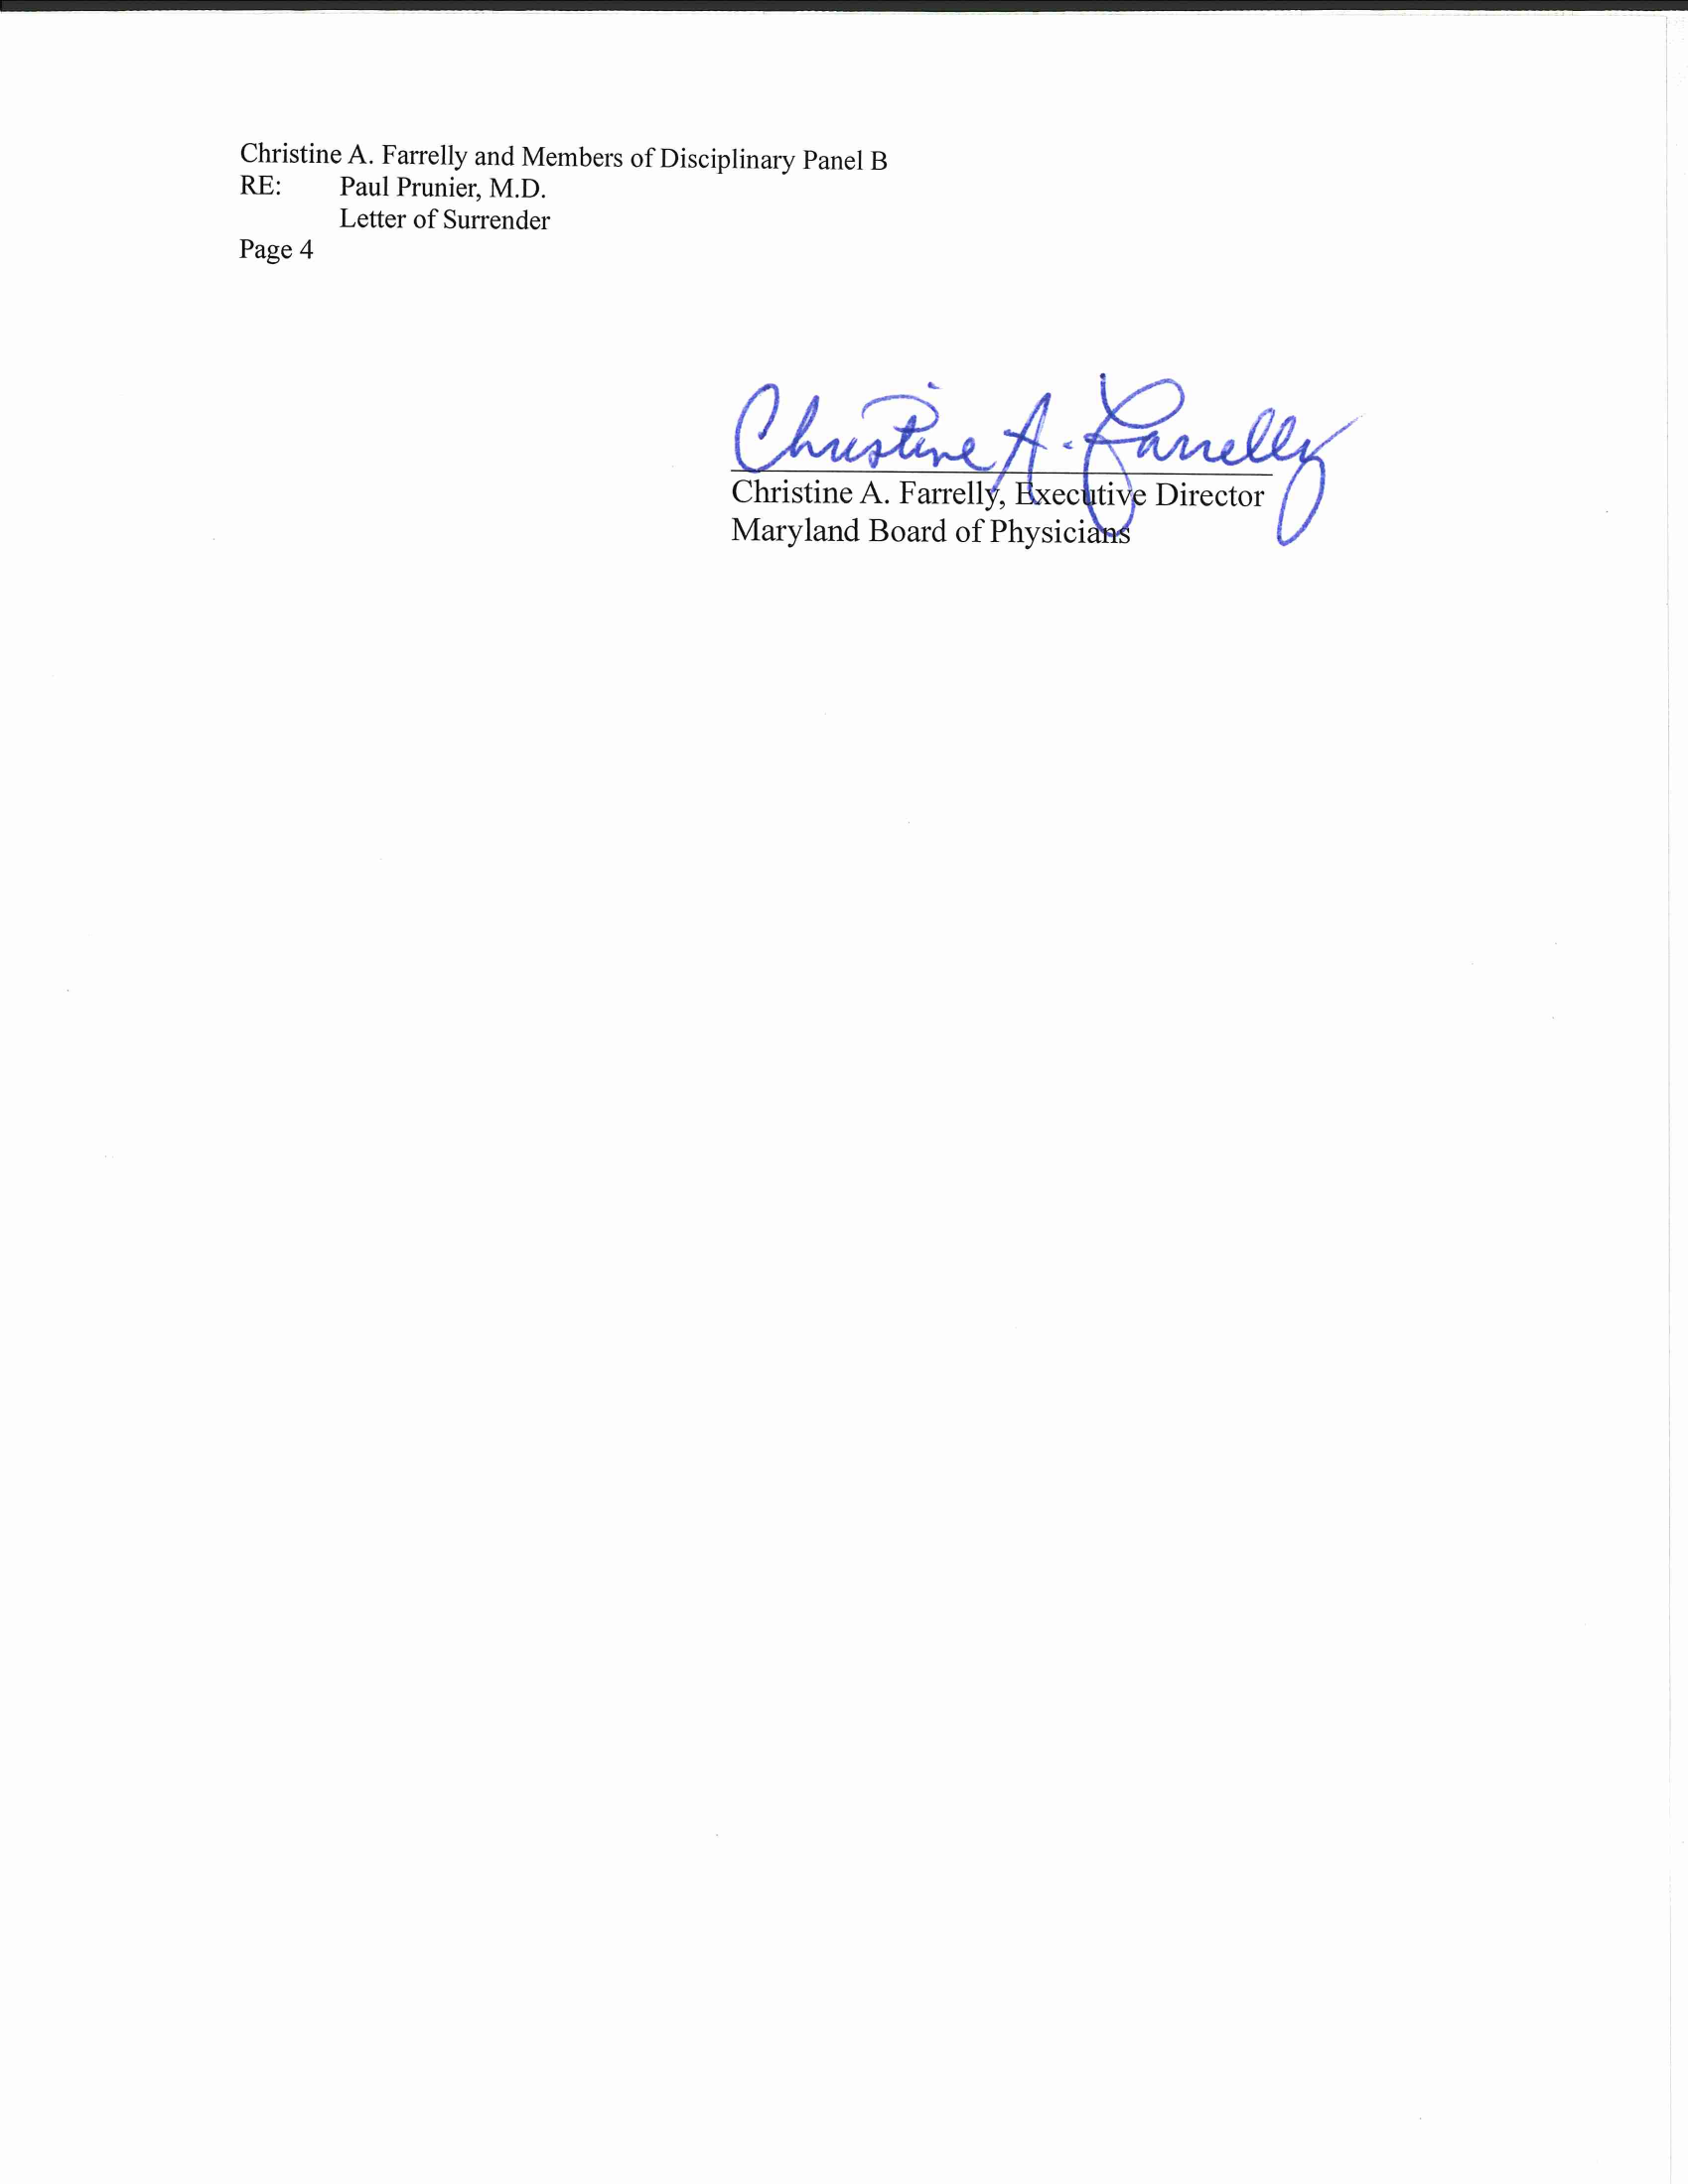 Christine A. Farrelly and Members of Disciplinary Panel B
RE: Paul Prunier, M.D.
Letter of Surrender
Page 4
Christine A. Farrelly
Christine A. Farrelly, Executive Director
Maryland Board of Physicians